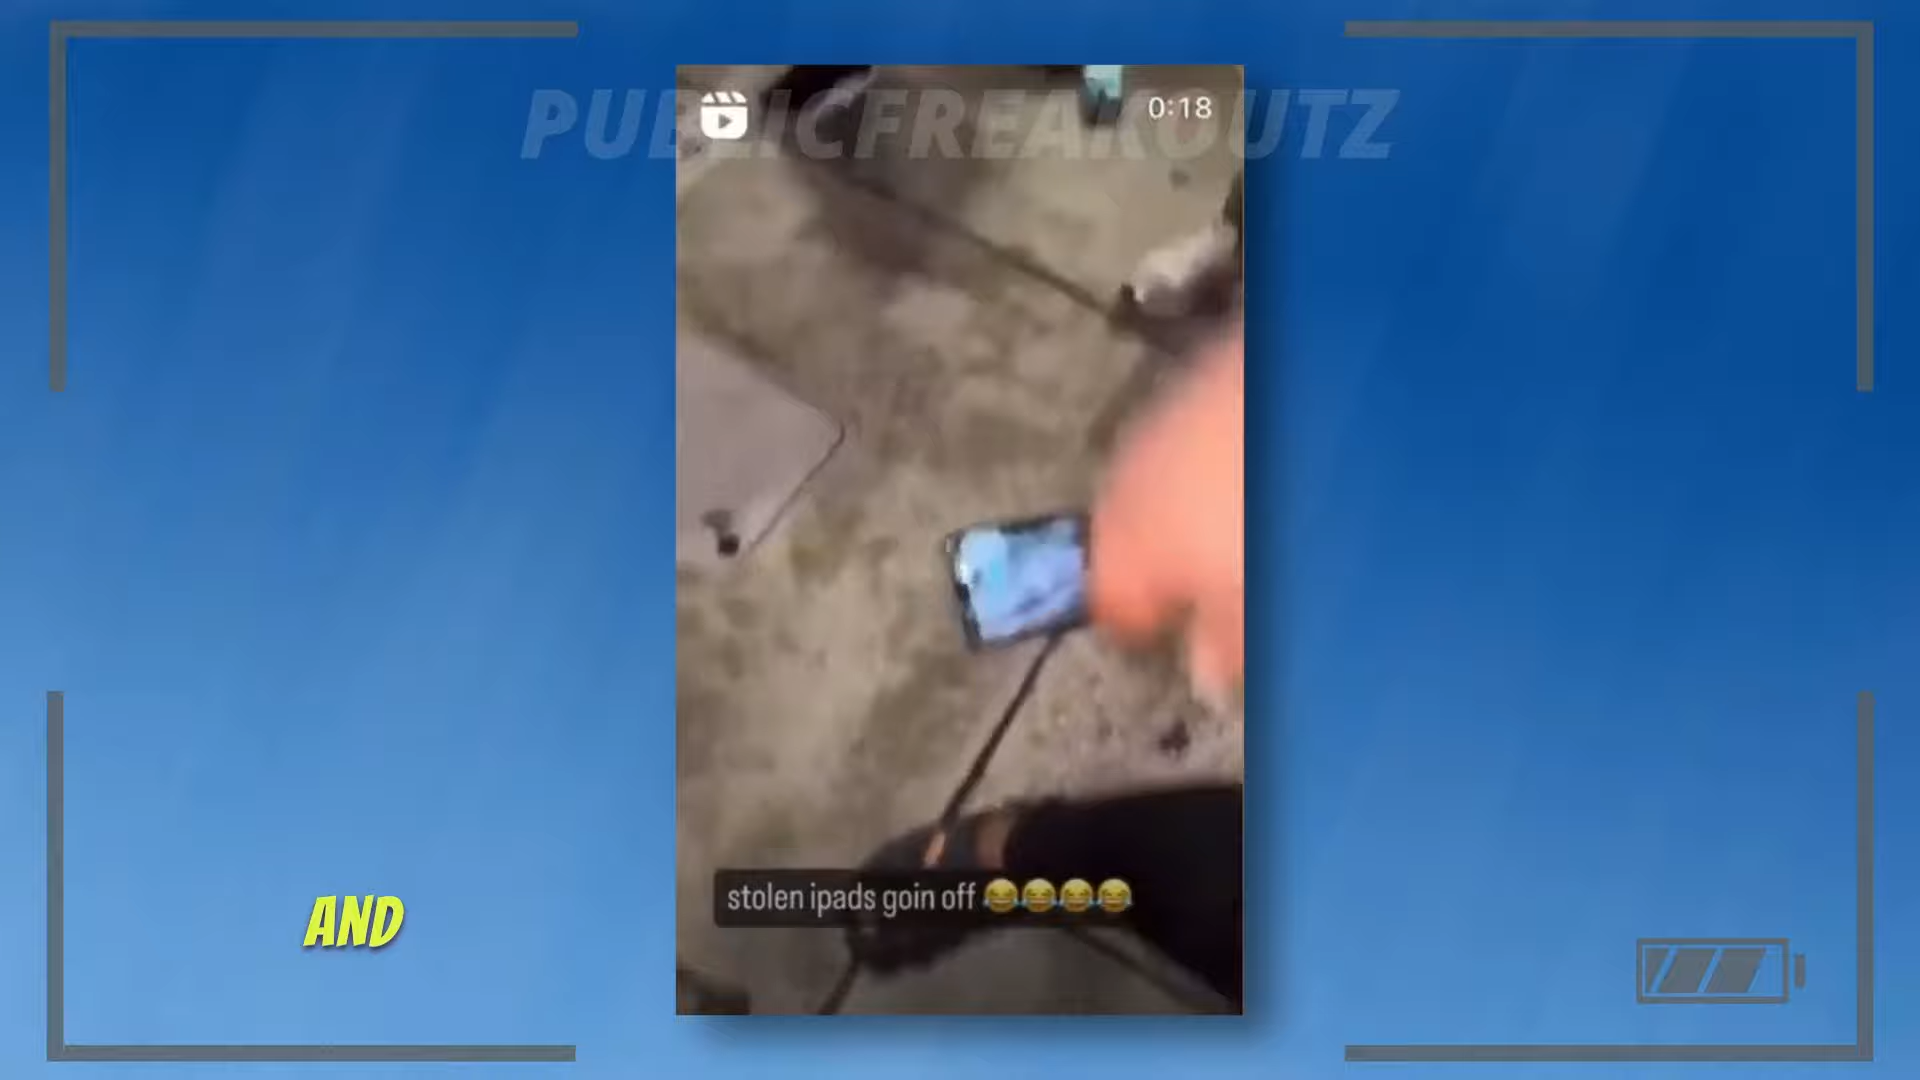 PUBLICFREAKOUTZ
0:18
stolen ipads goin off 😂😂😂😂
AND